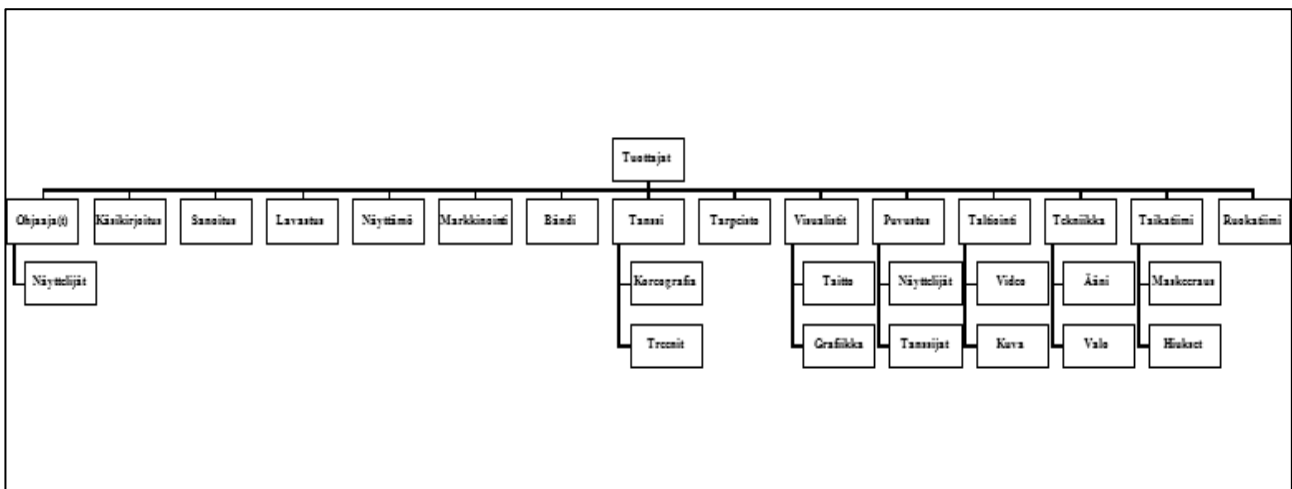 Tuottajat
Ohjaaja(t) Käsikirjoitus Sanoitus Lavastus Näyttämö Markkinointi Bändi Tanssi Tarpeisto Visualistit Puvustus Taltiointi Tekniikka Taikatiimi Ruokatiimi
Näyttelijät Koreografia Taitto Näyttelijät Video Ääni Maskeeraus
Treenit Grafiikka Tanssijat Kuva Valo Hiukset